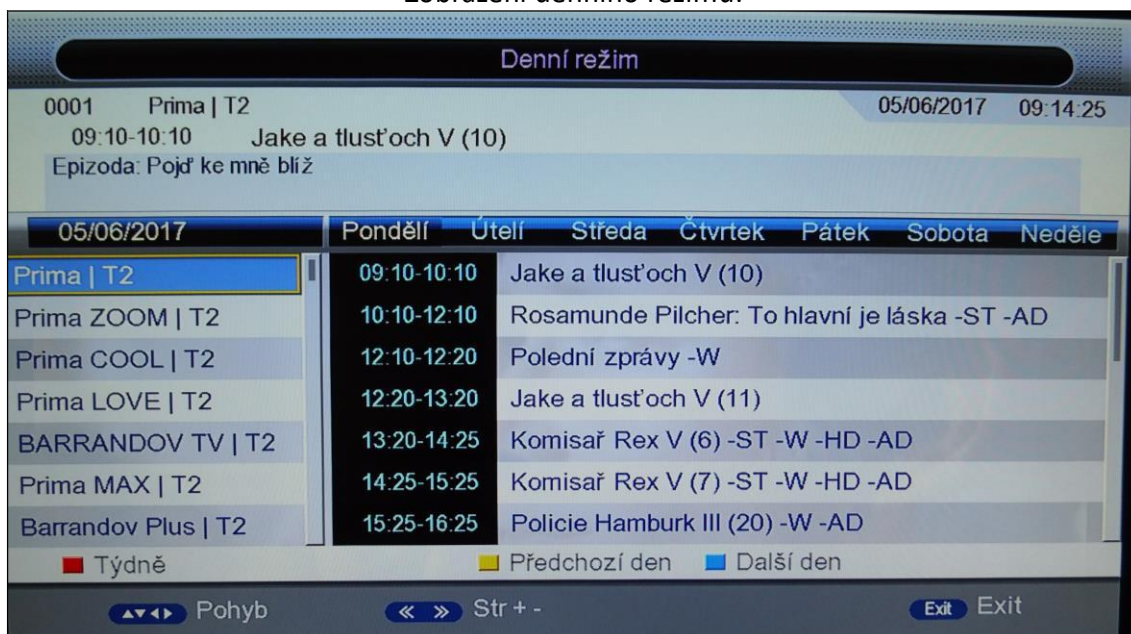 Zobrazení denního režimu:
Denní režim
0001 Prima | T2 05/06/2017 09:14:25
09:10-10:10 Jake a tlusťoch V (10)
Epizoda: Pojď ke mně blíž
05/06/2017 Pondělí Útelí Středa Čtvrtek Pátek Sobota Neděle
Prima | T2 09:10-10:10 Jake a tlusťoch V (10)
Prima ZOOM | T2 10:10-12:10 Rosamunde Pilcher: To hlavní je láska -ST -AD
Prima COOL | T2 12:10-12:20 Polední zprávy -W
Prima LOVE | T2 12:20-13:20 Jake a tlusťoch V (11)
BARRANDOV TV | T2 13:20-14:25 Komisař Rex V (6) -ST -W -HD -AD
Prima MAX | T2 14:25-15:25 Komisař Rex V (7) -ST -W -HD -AD
Barrandov Plus | T2 15:25-16:25 Policie Hamburk III (20) -W -AD
Týdně Předchozí den Další den
Pohyb Str + - Exit Exit